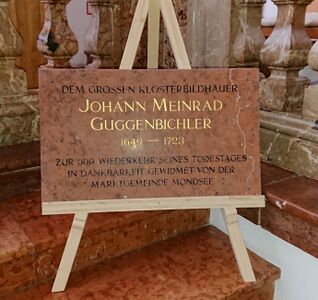 DEM GROSSEN KLOSTERBILDHAUER
JOHANN MEINRAD
GUGGENBICHLER
1649 — 1723
ZUR 300 WIEDERKEHR SEINES TODESTAGES
IN DANKBARKEIT GEWIDMET VON DER
MARKTGEMEINDE MONDSEE